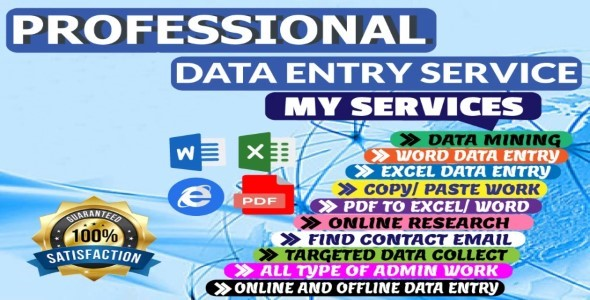 PROFESSIONAL
DATA ENTRY SERVICE
MY SERVICES
DATA MINING
WORD DATA ENTRY
EXCEL DATA ENTRY
COPY/ PASTE WORK
PDF TO EXCEL/ WORD
ONLINE RESEARCH
FIND CONTACT EMAIL
TARGETED DATA COLLECT
ALL TYPE OF ADMIN WORK
ONLINE AND OFFLINE DATA ENTRY
W
X
e
PDF
GUARANTEED
100%
SATISFACTION